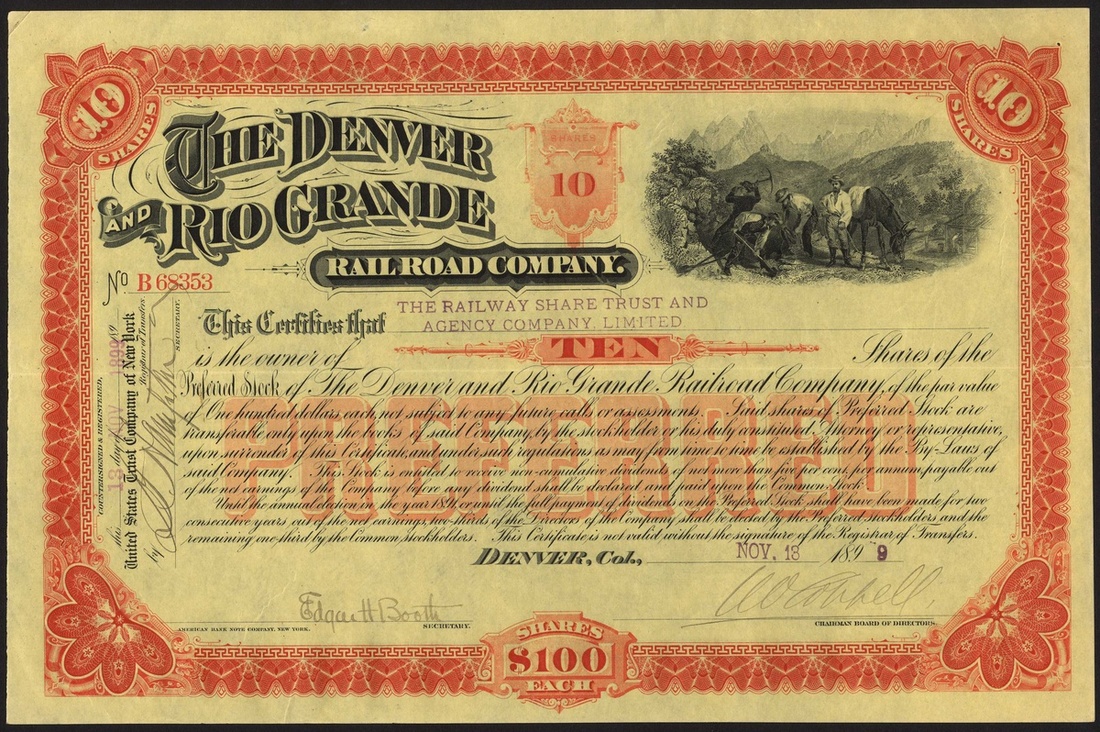 10
SHARES
10
SHARES
THE DENVER
AND RIO GRANDE
RAILROAD COMPANY.
SHARES
10
No B 68353
This Certifies that THE RAILWAY SHARE TRUST AND
AGENCY COMPANY, LIMITED
is the owner of TEN Shares of the
Preferred Stock of The Denver and Rio Grande Railroad Company, of the par value
of One hundred dollars each, not subject to any future calls or assessments. Said shares of Preferred Stock are
transferable only upon the books of said Company, by the stockholder or his duly constituted Attorney or representative,
upon surrender of this Certificate, and under such regulations as may from time to time be established by the By-Laws of
said Company. This Stock is entitled to receive non-cumulative dividends of not more than five per cent. per annum, payable out
of the net earnings of the Company before any dividend shall be declared and paid upon the Common Stock.
Until the annual election in the year or until the full payment of dividend on the Preferred Stock shall have been made for two
consecutive years out of the net earnings, two-thirds of the Directors of the Company shall be elected by the Preferred stockholders and the
remaining one-third by the Common stockholders. This Certificate is not valid without the signature of the Registrar of Transfers.
PREFERRED
DENVER, Col., NOV. 13 1899
Edgar H Booth
SECRETARY.
CHAIRMAN BOARD OF DIRECTORS.
AMERICAN BANK NOTE COMPANY, NEW YORK.
SHARES
$100
EACH
COUNTERSIGNED & REGISTERED,
this 13 day of NOV 1899 189
United States Trust Company of New York
Registrar of Transfers.
by
SECRETARY.